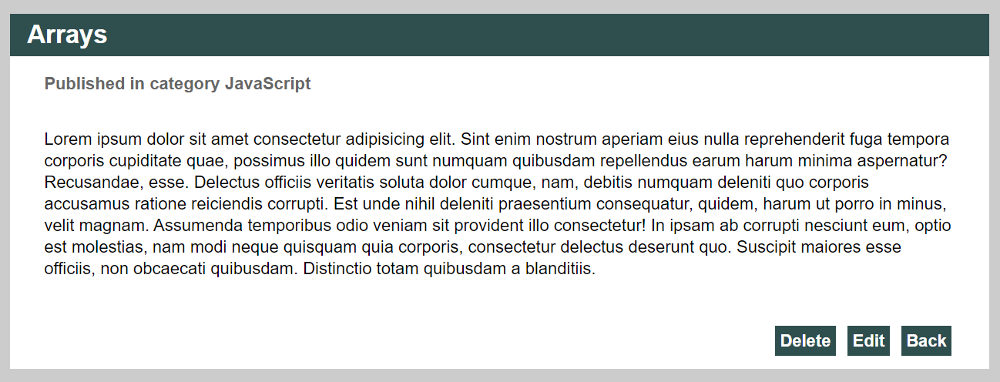 Arrays
Published in category JavaScript
Lorem ipsum dolor sit amet consectetur adipisicing elit. Sint enim nostrum aperiam eius nulla reprehenderit fuga tempora
corporis cupiditate quae, possimus illo quidem sunt numquam quibusdam repellendus earum harum minima aspernatur?
Recusandae, esse. Delectus officiis veritatis soluta dolor cumque, nam, debitis numquam deleniti quo corporis
accusamus ratione reiciendis corrupti. Est unde nihil deleniti praesentium consequatur, quidem, harum ut porro in minus,
velit magnam. Assumenda temporibus odio veniam sit provident illo consectetur! In ipsam ab corrupti nesciunt eum, optio
est molestias, nam modi neque quisquam quia corporis, consectetur delectus deserunt quo. Suscipit maiores esse
officiis, non obcaecati quibusdam. Distinctio totam quibusdam a blanditiis.
Delete Edit Back